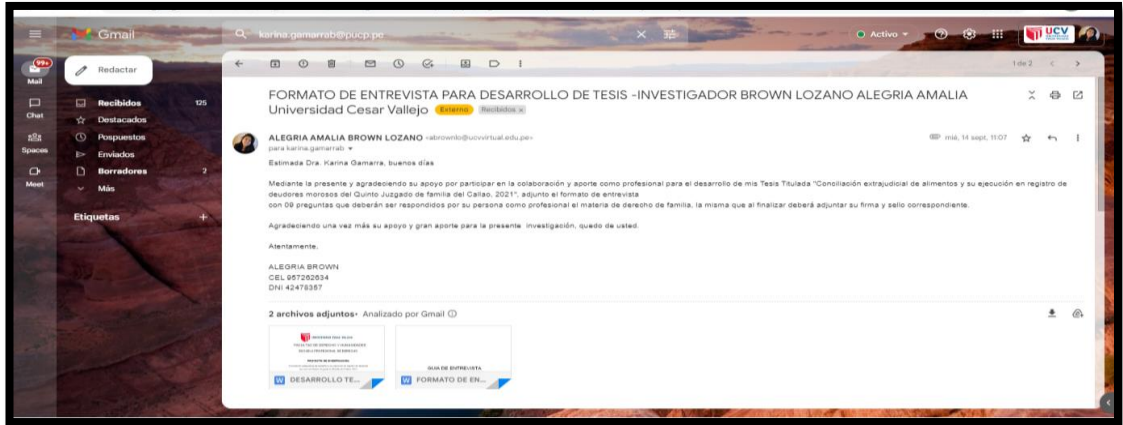 Gmail
karina.gamarrab@pucp.pe
Activo
UCV
99+
Mail
Redactar
1 de 2
Recibidos 125
Chat
Destacados
Pospuestos
Spaces
Enviados
Borradores 2
Meet
Más
Etiquetas
FORMATO DE ENTREVISTA PARA DESARROLLO DE TESIS -INVESTIGADOR BROWN LOZANO ALEGRIA AMALIA
Universidad Cesar Vallejo Externo Recibidos x
ALEGRIA AMALIA BROWN LOZANO <abrownlo@ucvvirtual.edu.pe> mié, 14 sept, 11:07
para karina.gamarrab
Estimada Dra. Karina Gamarra, buenos días
Mediante la presente y agradeciendo su apoyo por participar en la colaboración y aporte como profesional para el desarrollo de mis Tesis Titulada "Conciliación extrajudicial de alimentos y su ejecución en registro de
deudores morosos del Quinto Juzgado de familia del Callao, 2021", adjunto el formato de entrevista
con 09 preguntas que deberán ser respondidos por su persona como profesional el materia de derecho de familia, la misma que al finalizar deberá adjuntar su firma y sello correspondiente.
Agradeciendo una vez más su apoyo y gran aporte para la presente investigación, quedo de usted.
Atentamente,
ALEGRIA BROWN
CEL 957262634
DNI 42478357
2 archivos adjuntos• Analizado por Gmail
GUIA DE ENTREVISTA
W DESARROLLO TE...
W FORMATO DE EN...